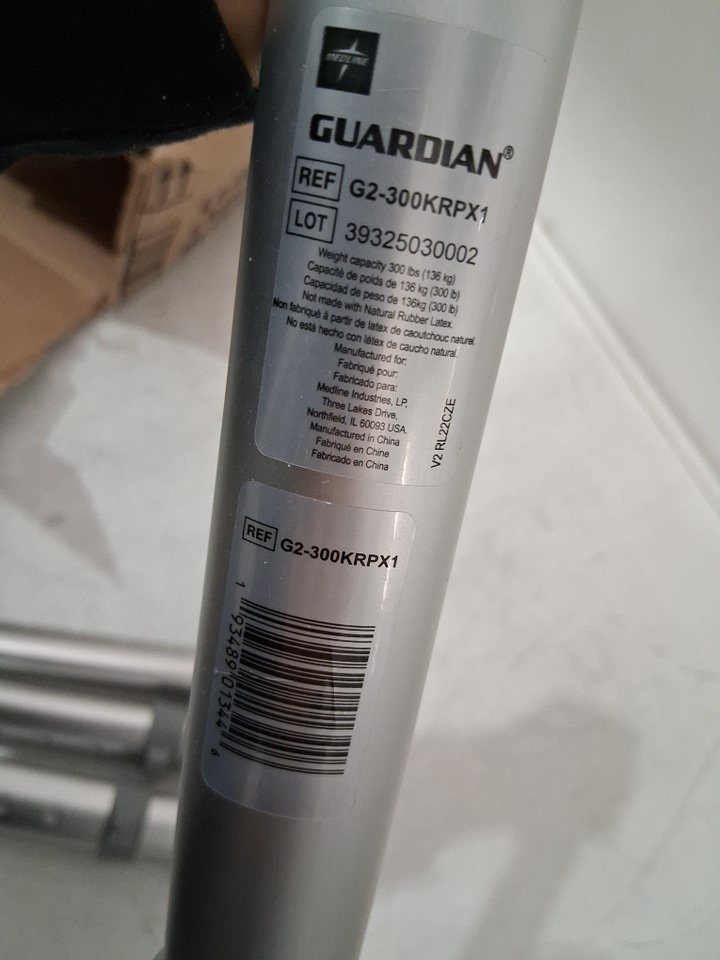 MEDLINE
GUARDIAN®
REF G2-300KRPX1
LOT 39325030002
Weight capacity 300 lbs (136 kg)
Capacité de poids de 136 kg (300 lb)
Capacidad de peso de 136kg (300 lb)
Not made with Natural Rubber Latex.
Non fabriqué à partir de latex de caoutchouc naturel.
No está hecho con látex de caucho natural.
Manufactured for:
Fabriqué pour:
Fabricado para:
Medline Industries, LP,
Three Lakes Drive,
Northfield, IL 60093 USA.
Manufactured in China
Fabriqué en Chine
Fabricado en China
V2 RL22CZE
REF G2-300KRPX1
1 93489 01344 6